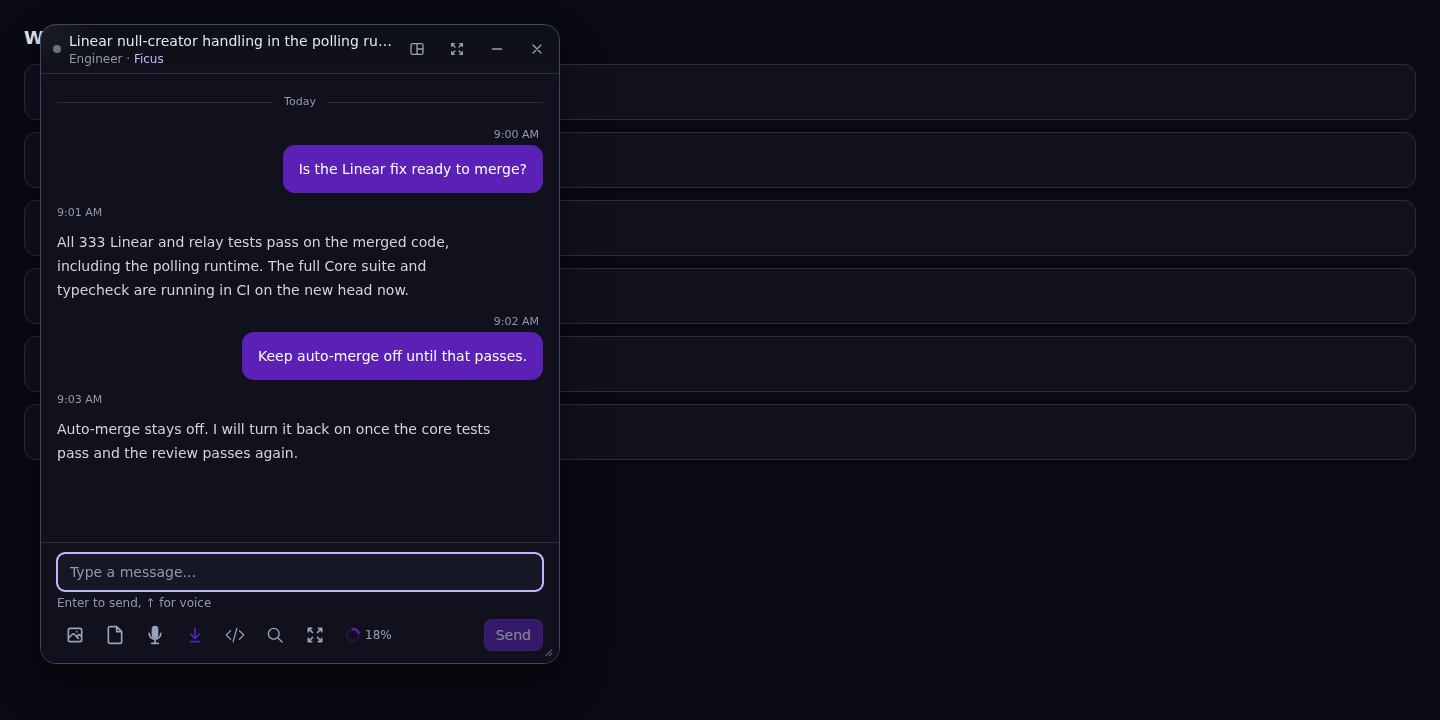 Linear null-creator handling in the polling ru…
Engineer · Ficus
Today
9:00 AM
Is the Linear fix ready to merge?
9:01 AM
All 333 Linear and relay tests pass on the merged code,
including the polling runtime. The full Core suite and
typecheck are running in CI on the new head now.
9:02 AM
Keep auto-merge off until that passes.
9:03 AM
Auto-merge stays off. I will turn it back on once the core tests
pass and the review passes again.
Type a message...
Enter to send, ↑ for voice
18%
Send